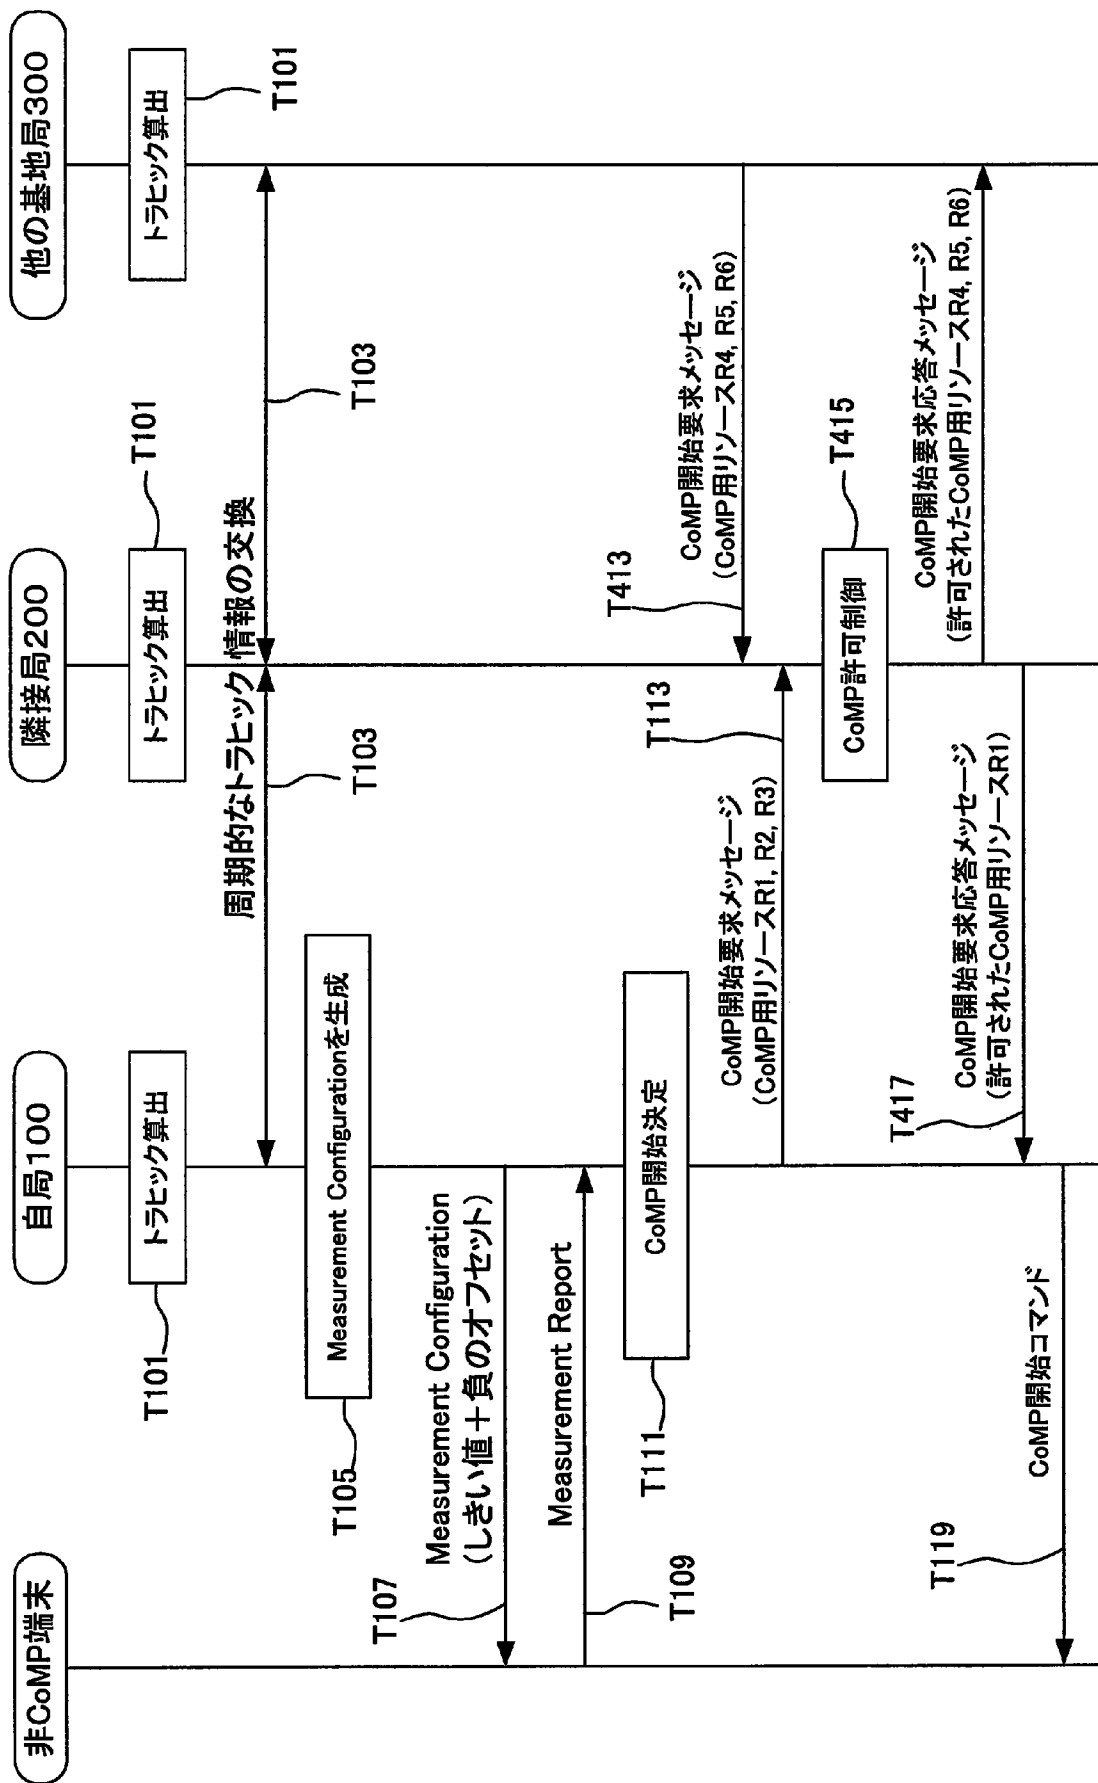 非CoMP端末
自局100
隣接局200
他の基地局300
トラヒック算出
T101
トラヒック算出
T101
トラヒック算出
T101
周期的なトラヒック情報の交換
T103
T103
Measurement Configurationを生成
T105
Measurement Configuration
(しきい値＋負のオフセット)
T107
Measurement Report
T109
CoMP開始決定
T111
CoMP開始要求メッセージ
(CoMP用リソースR4, R5, R6)
T413
CoMP開始要求メッセージ
(CoMP用リソースR1, R2, R3)
T113
CoMP許可制御
T415
CoMP開始要求応答メッセージ
(許可されたCoMP用リソースR4, R5, R6)
CoMP開始要求応答メッセージ
(許可されたCoMP用リソースR1)
T417
CoMP開始コマンド
T119